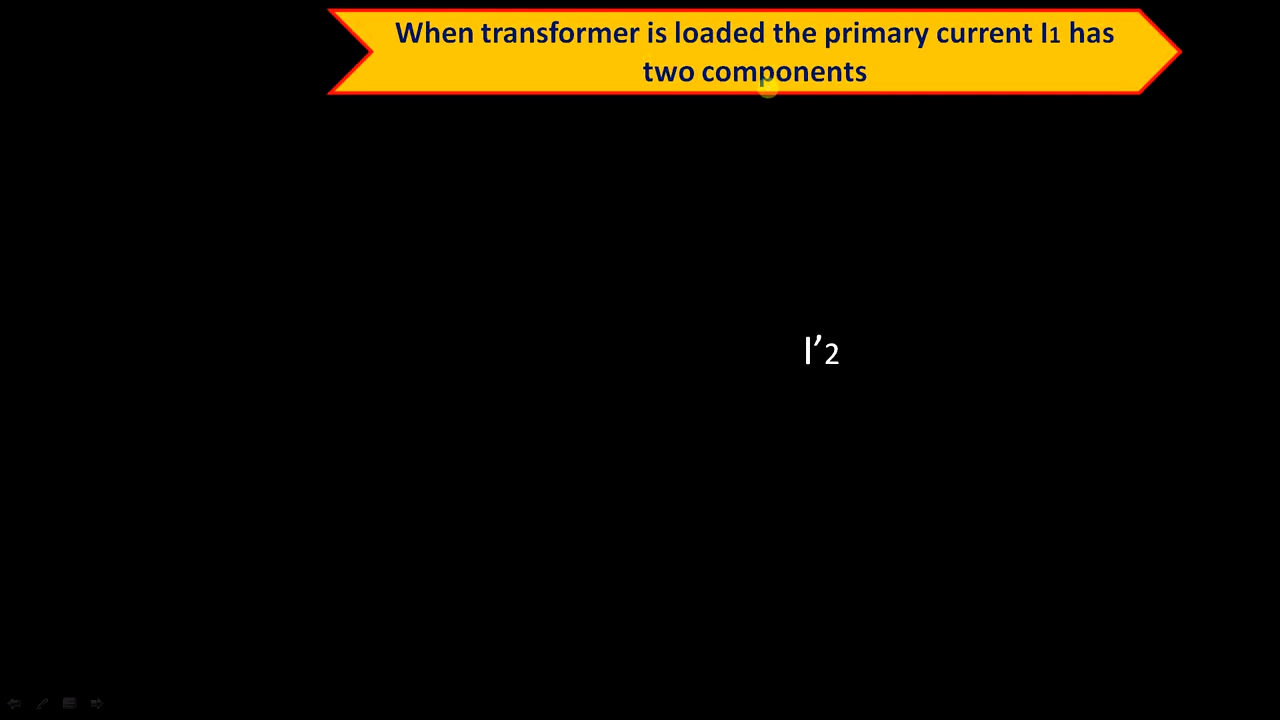 When transformer is loaded the primary current I1 has
two components
I’2